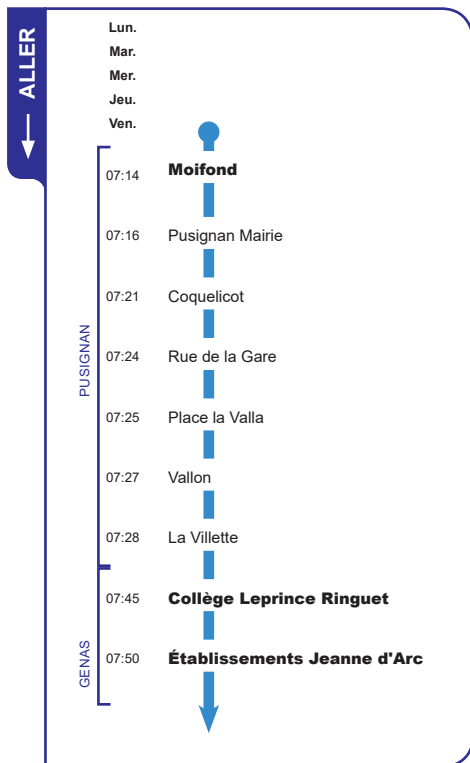 ALLER
Lun.
Mar.
Mer.
Jeu.
Ven.
PUSIGNAN
07:14 Moifond
07:16 Pusignan Mairie
07:21 Coquelicot
07:24 Rue de la Gare
07:25 Place la Valla
07:27 Vallon
07:28 La Villette
GENAS
07:45 Collège Leprince Ringuet
07:50 Établissements Jeanne d'Arc